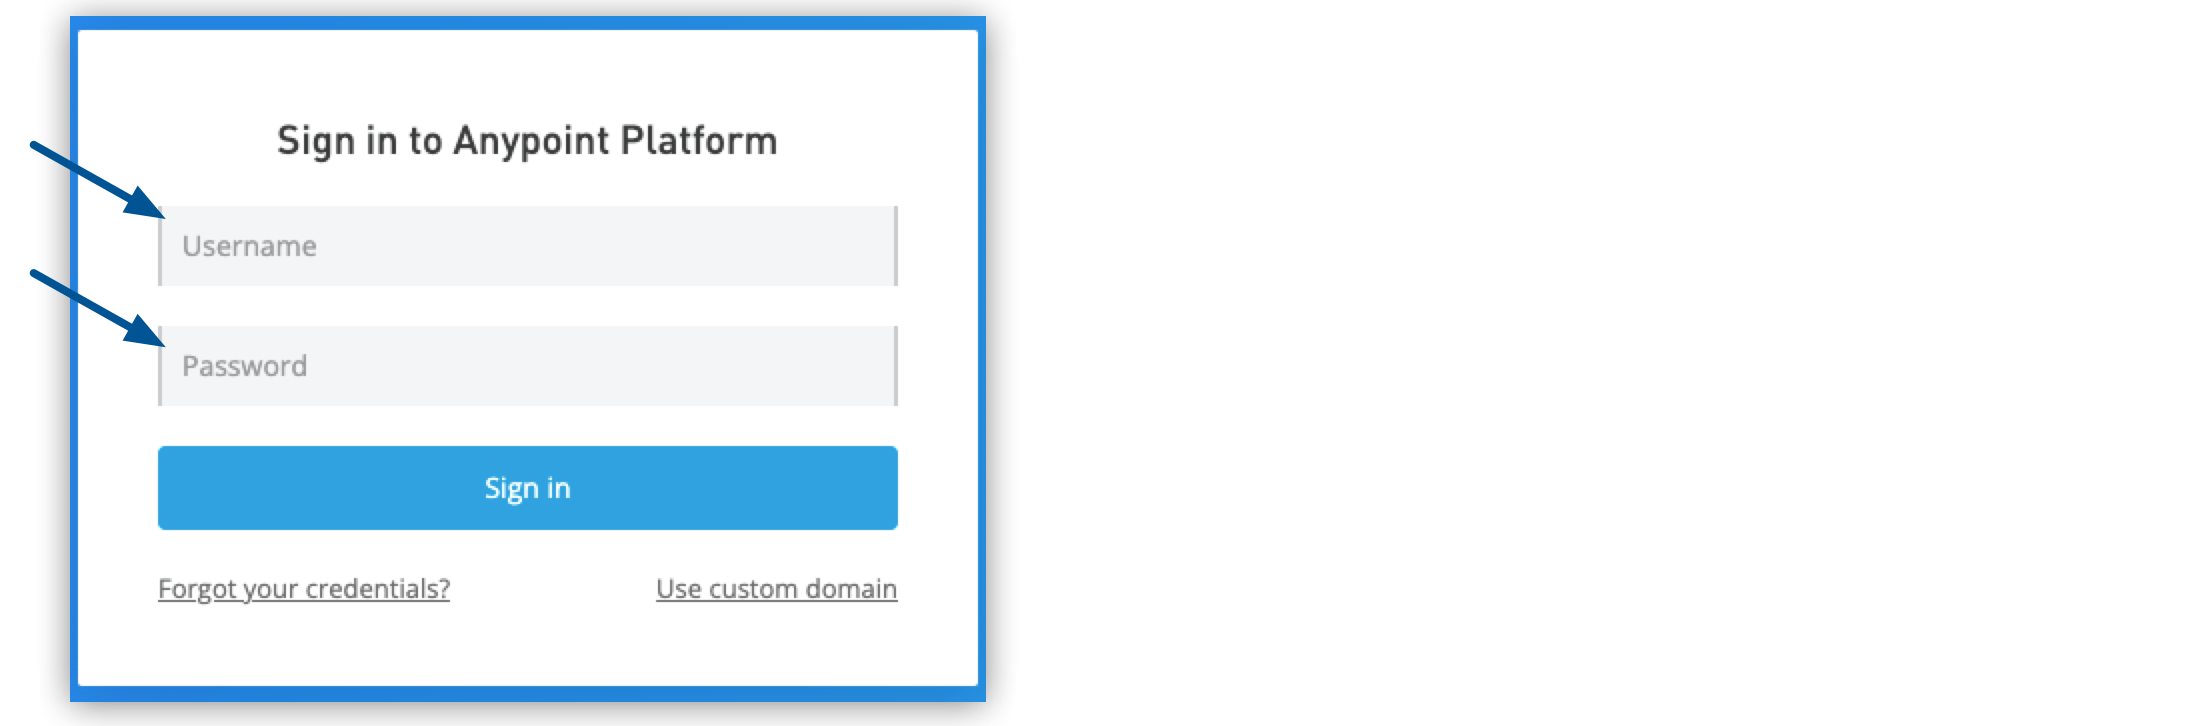 Sign in to Anypoint Platform
Username
Password
Sign in
Forgot your credentials? Use custom domain